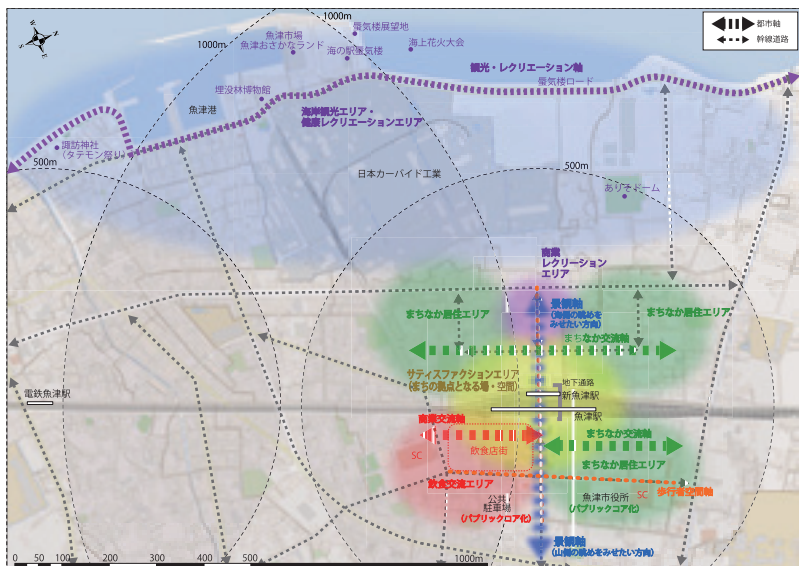 1000m
蜃気楼展望地
魚津市場
魚津おさかなランド
1000m
海の駅蜃気楼
海上花火大会
都市軸
幹線道路
観光・レクリエーション軸
蜃気楼ロード
埋没林博物館
魚津港
海岸観光エリア・
健康レクリエーションエリア
諏訪神社
（タテモン祭り）
500m
500m
日本カーバイド工業
ありそドーム
商業
レクリーション
エリア
景観軸
（海側の眺めを
みせたい方向）
まちなか居住エリア
まちなか居住エリア
まちなか交流軸
サティスファクションエリア
（まちの拠点となる場・空間）
地下通路
新魚津駅
魚津駅
電鉄魚津駅
商業交流軸
まちなか交流軸
SC
飲食店街
まちなか居住エリア
飲食交流エリア
歩行者空間軸
公共
駐車場
（パブリックコア化）
魚津市役所
SC
（パブリックコア化）
景観軸
（山側の眺めをみせたい方向）
0 50 100 200 300 400 500 1000m